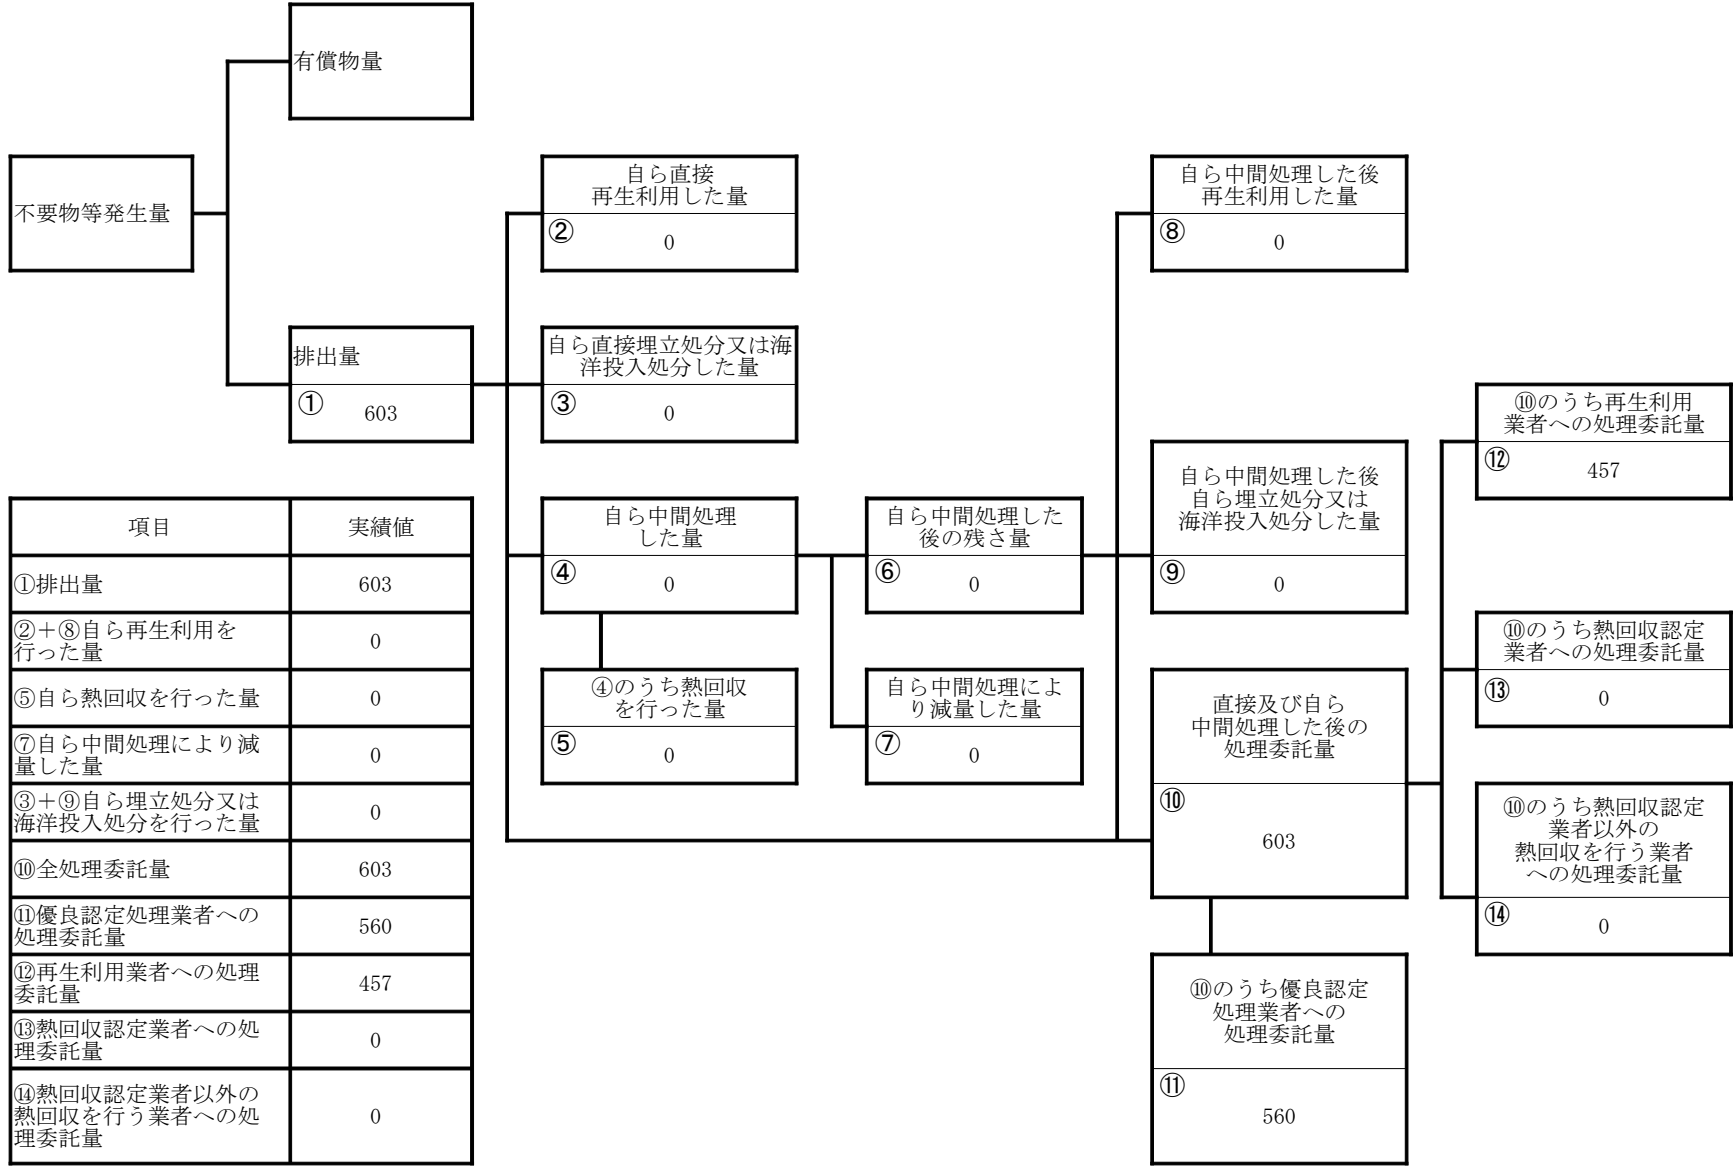 有償物量
不要物等発生量
排出量
①
603
自ら直接
再生利用した量
②
0
自ら直接埋立処分又は海
洋投入処分した量
③
0
自ら中間処理
した量
④
0
④のうち熱回収
を行った量
⑤
0
自ら中間処理した
後の残さ量
⑥
0
自ら中間処理によ
り減量した量
⑦
0
自ら中間処理した後
再生利用した量
⑧
0
自ら中間処理した後
自ら埋立処分又は
海洋投入処分した量
⑨
0
直接及び自ら
中間処理した後の
処理委託量
⑩
603
⑩のうち優良認定
処理業者への
処理委託量
⑪
560
⑩のうち再生利用
業者への処理委託量
⑫
457
⑩のうち熱回収認定
業者への処理委託量
⑬
0
⑩のうち熱回収認定
業者以外の
熱回収を行う業者
への処理委託量
⑭
0
項目 実績値
①排出量 603
②＋⑧自ら再生利用を
行った量
0
⑤自ら熱回収を行った量 0
⑦自ら中間処理により減
量した量
0
③＋⑨自ら埋立処分又は
海洋投入処分を行った量
0
⑩全処理委託量 603
⑪優良認定処理業者への
処理委託量
560
⑫再生利用業者への処理
委託量
457
⑬熱回収認定業者への処
理委託量
0
⑭熱回収認定業者以外の
熱回収を行う業者への処
理委託量
0